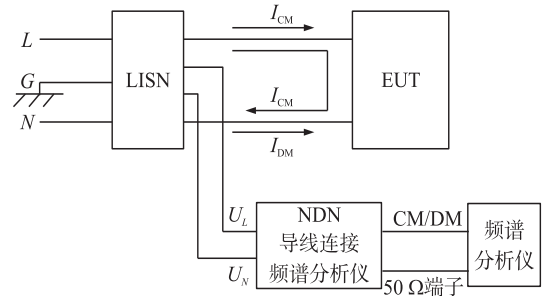 I_CM
L
G
N
LISN
EUT
I_CM
I_DM
U_L
U_N
NDN
导线连接
频谱分析仪
CM/DM
50 Ω端子
频谱
分析仪